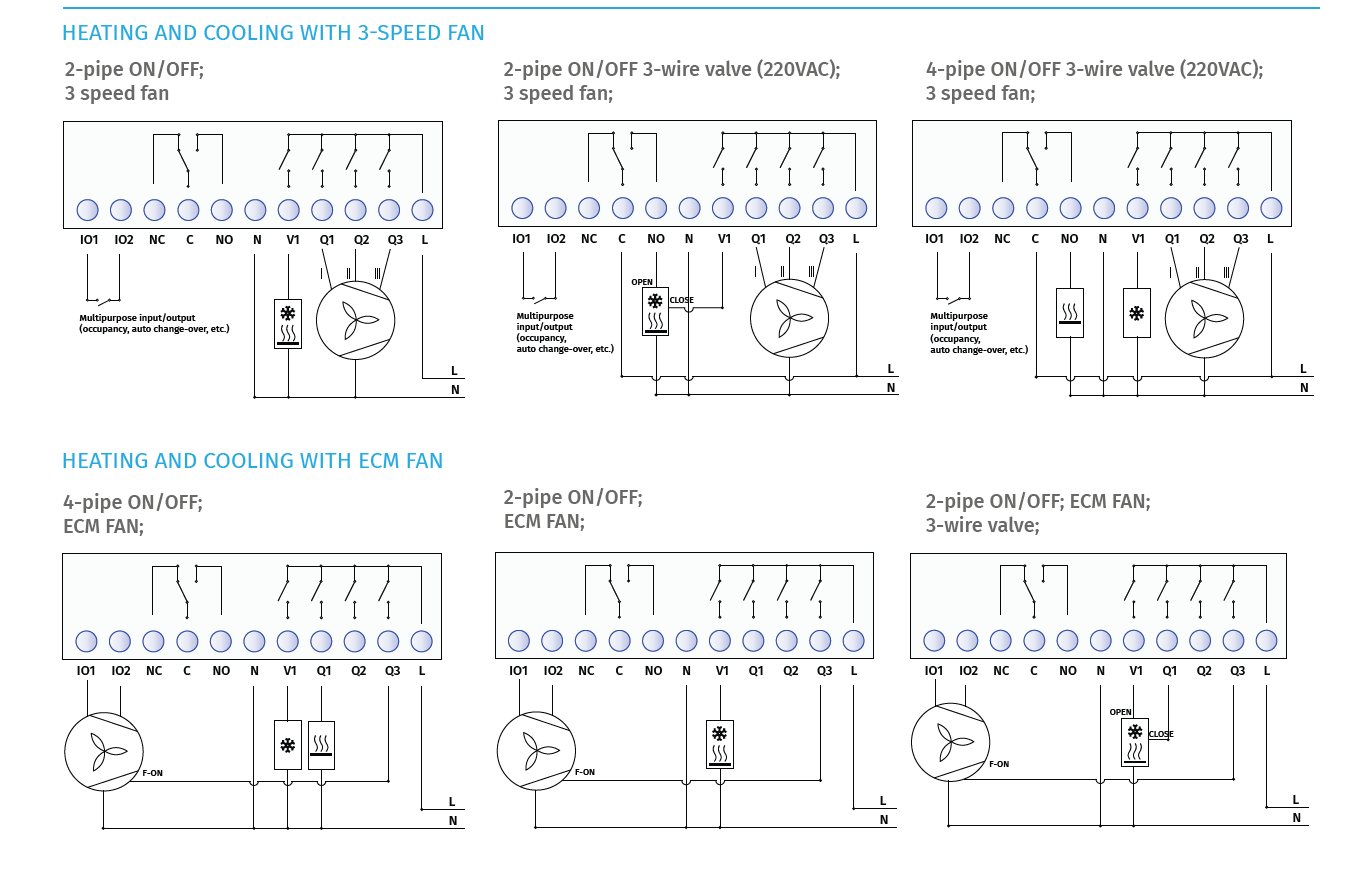 HEATING AND COOLING WITH 3-SPEED FAN
2-pipe ON/OFF;
3 speed fan
IO1 IO2 NC C NO N V1 Q1 Q2 Q3 L
I II III
Multipurpose input/output
(occupancy, auto change-over, etc.)
L
N
2-pipe ON/OFF 3-wire valve (220VAC);
3 speed fan;
IO1 IO2 NC C NO N V1 Q1 Q2 Q3 L
I II III
OPEN
CLOSE
Multipurpose
input/output
(occupancy,
auto change-over, etc.)
L
N
4-pipe ON/OFF 3-wire valve (220VAC);
3 speed fan;
IO1 IO2 NC C NO N V1 Q1 Q2 Q3 L
I II III
Multipurpose
input/output
(occupancy,
auto change-over, etc.)
L
N
HEATING AND COOLING WITH ECM FAN
4-pipe ON/OFF;
ECM FAN;
IO1 IO2 NC C NO N V1 Q1 Q2 Q3 L
F-ON
L
N
2-pipe ON/OFF;
ECM FAN;
IO1 IO2 NC C NO N V1 Q1 Q2 Q3 L
F-ON
L
N
2-pipe ON/OFF; ECM FAN;
3-wire valve;
IO1 IO2 NC C NO N V1 Q1 Q2 Q3 L
OPEN
CLOSE
F-ON
L
N